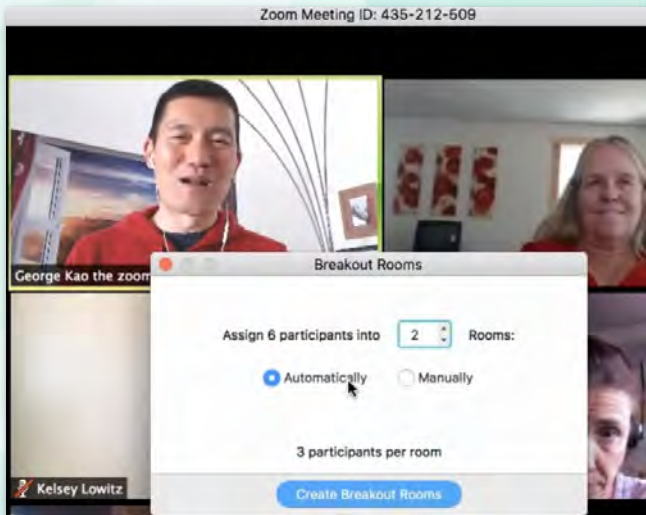 Zoom Meeting ID: 435-212-509
George Kao the zoom
Breakout Rooms
Assign 6 participants into 2 Rooms:
Automatically Manually
3 participants per room
Kelsey Lowitz
Create Breakout Rooms